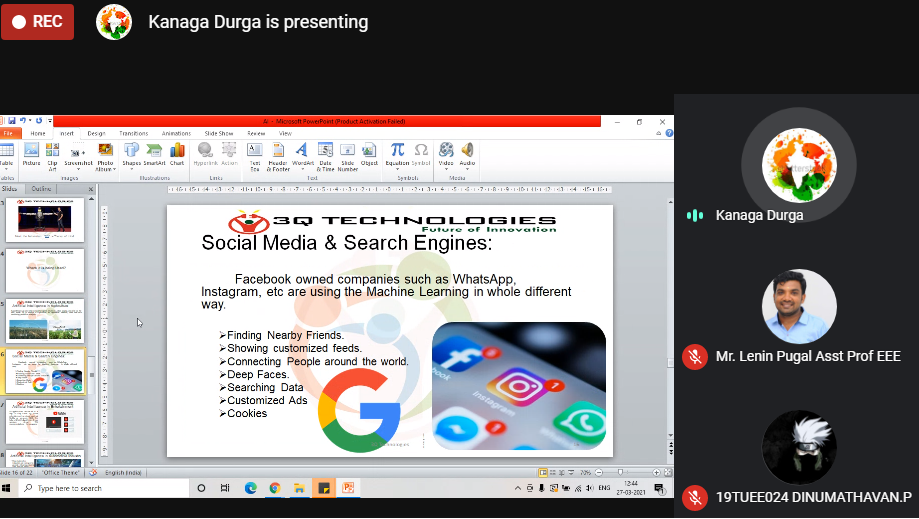 REC
Kanaga Durga is presenting
AI - Microsoft PowerPoint (Product Activation Failed)
File Home Insert Design Transitions Animations Slide Show Review View
Table Picture Clip Art Screenshot Photo Album Shapes SmartArt Chart Hyperlink Action Text Box Header & Footer WordArt Date & Time Slide Number Object Equation Symbol Video Audio
Tables Images Illustrations Links Text Symbols Media
Slides Outline
3Q TECHNOLOGIES
Future of Innovation
Social Media & Search Engines:
Facebook owned companies such as WhatsApp,
Instagram, etc are using the Machine Learning in whole different
way.
➢Finding Nearby Friends.
➢Showing customized feeds.
➢Connecting People around the world.
➢Deep Faces.
➢Searching Data
➢Customized Ads
➢Cookies
Instagram
WhatsApp
Slide 16 of 22 "Office Theme" English (India) 70%
Type here to search
ENG
12:44
27-03-2021
Kanaga Durga
Mr. Lenin Pugal Asst Prof EEE
19TUEE024 DINUMATHAVAN.P